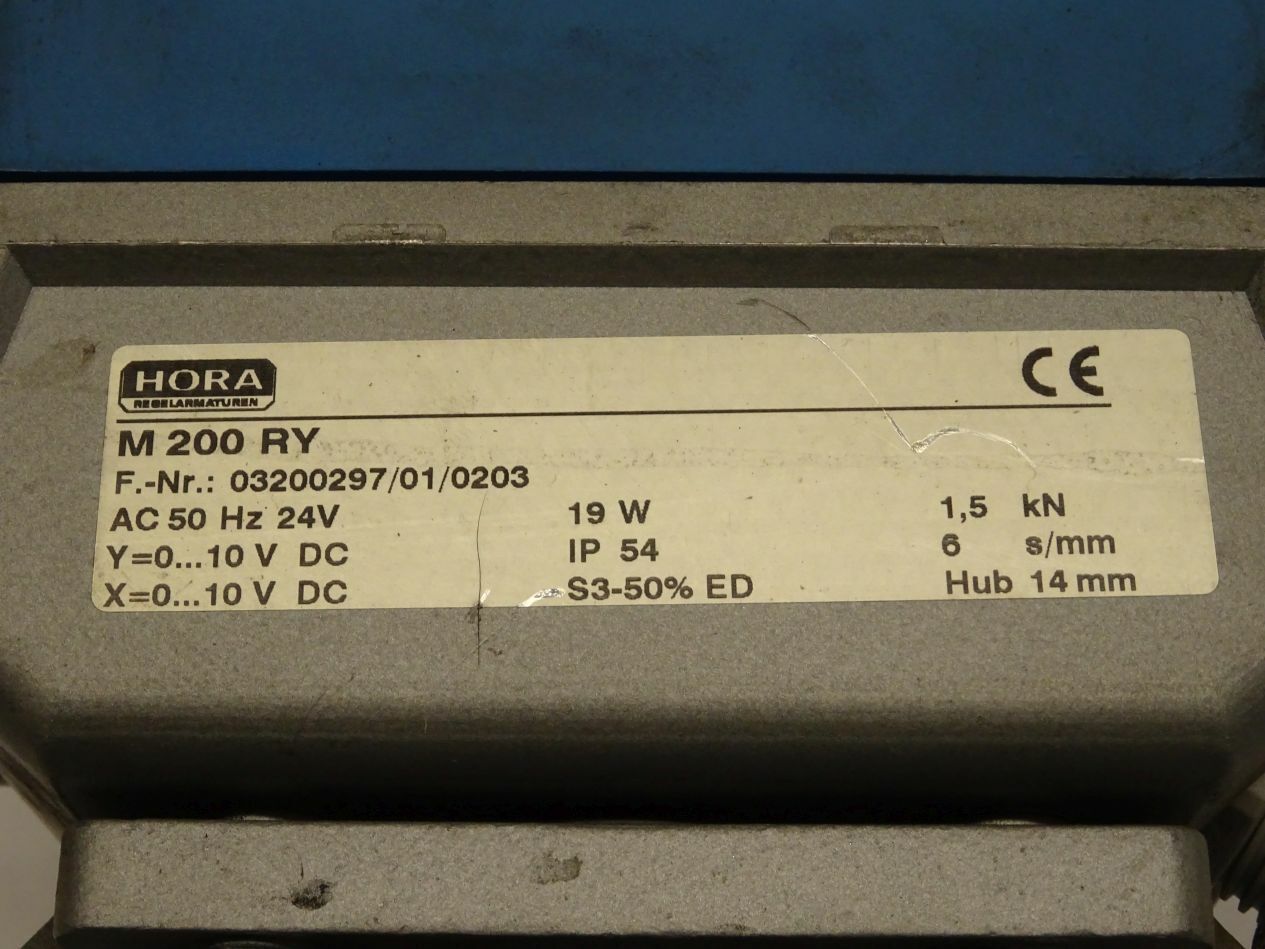 HORA
REGELARMATUREN
CE
M 200 RY
F.-Nr.: 03200297/01/0203
AC 50 Hz 24V 19 W 1,5 kN
Y=0...10 V DC IP 54 6 s/mm
X=0...10 V DC S3-50% ED Hub 14 mm